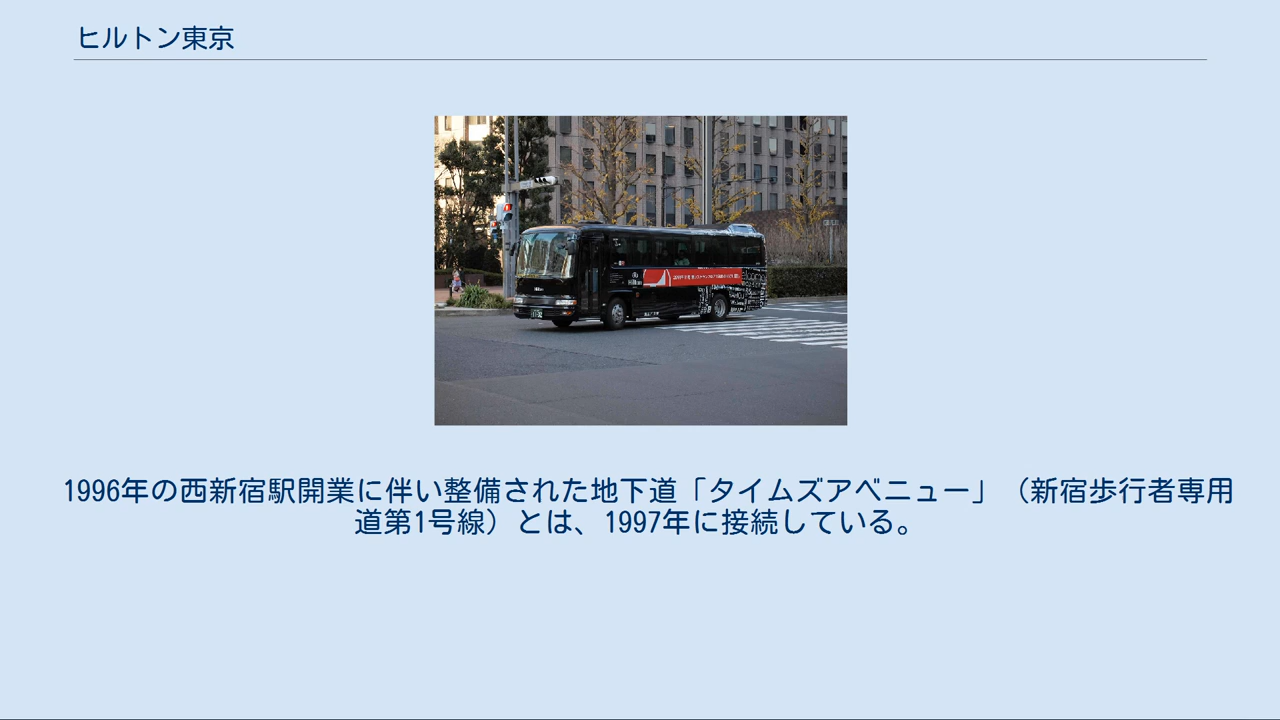 ヒルトン東京
Hilton
1996年の西新宿駅開業に伴い整備された地下道「タイムズアベニュー」（新宿歩行者専用
道第1号線）とは、1997年に接続している。